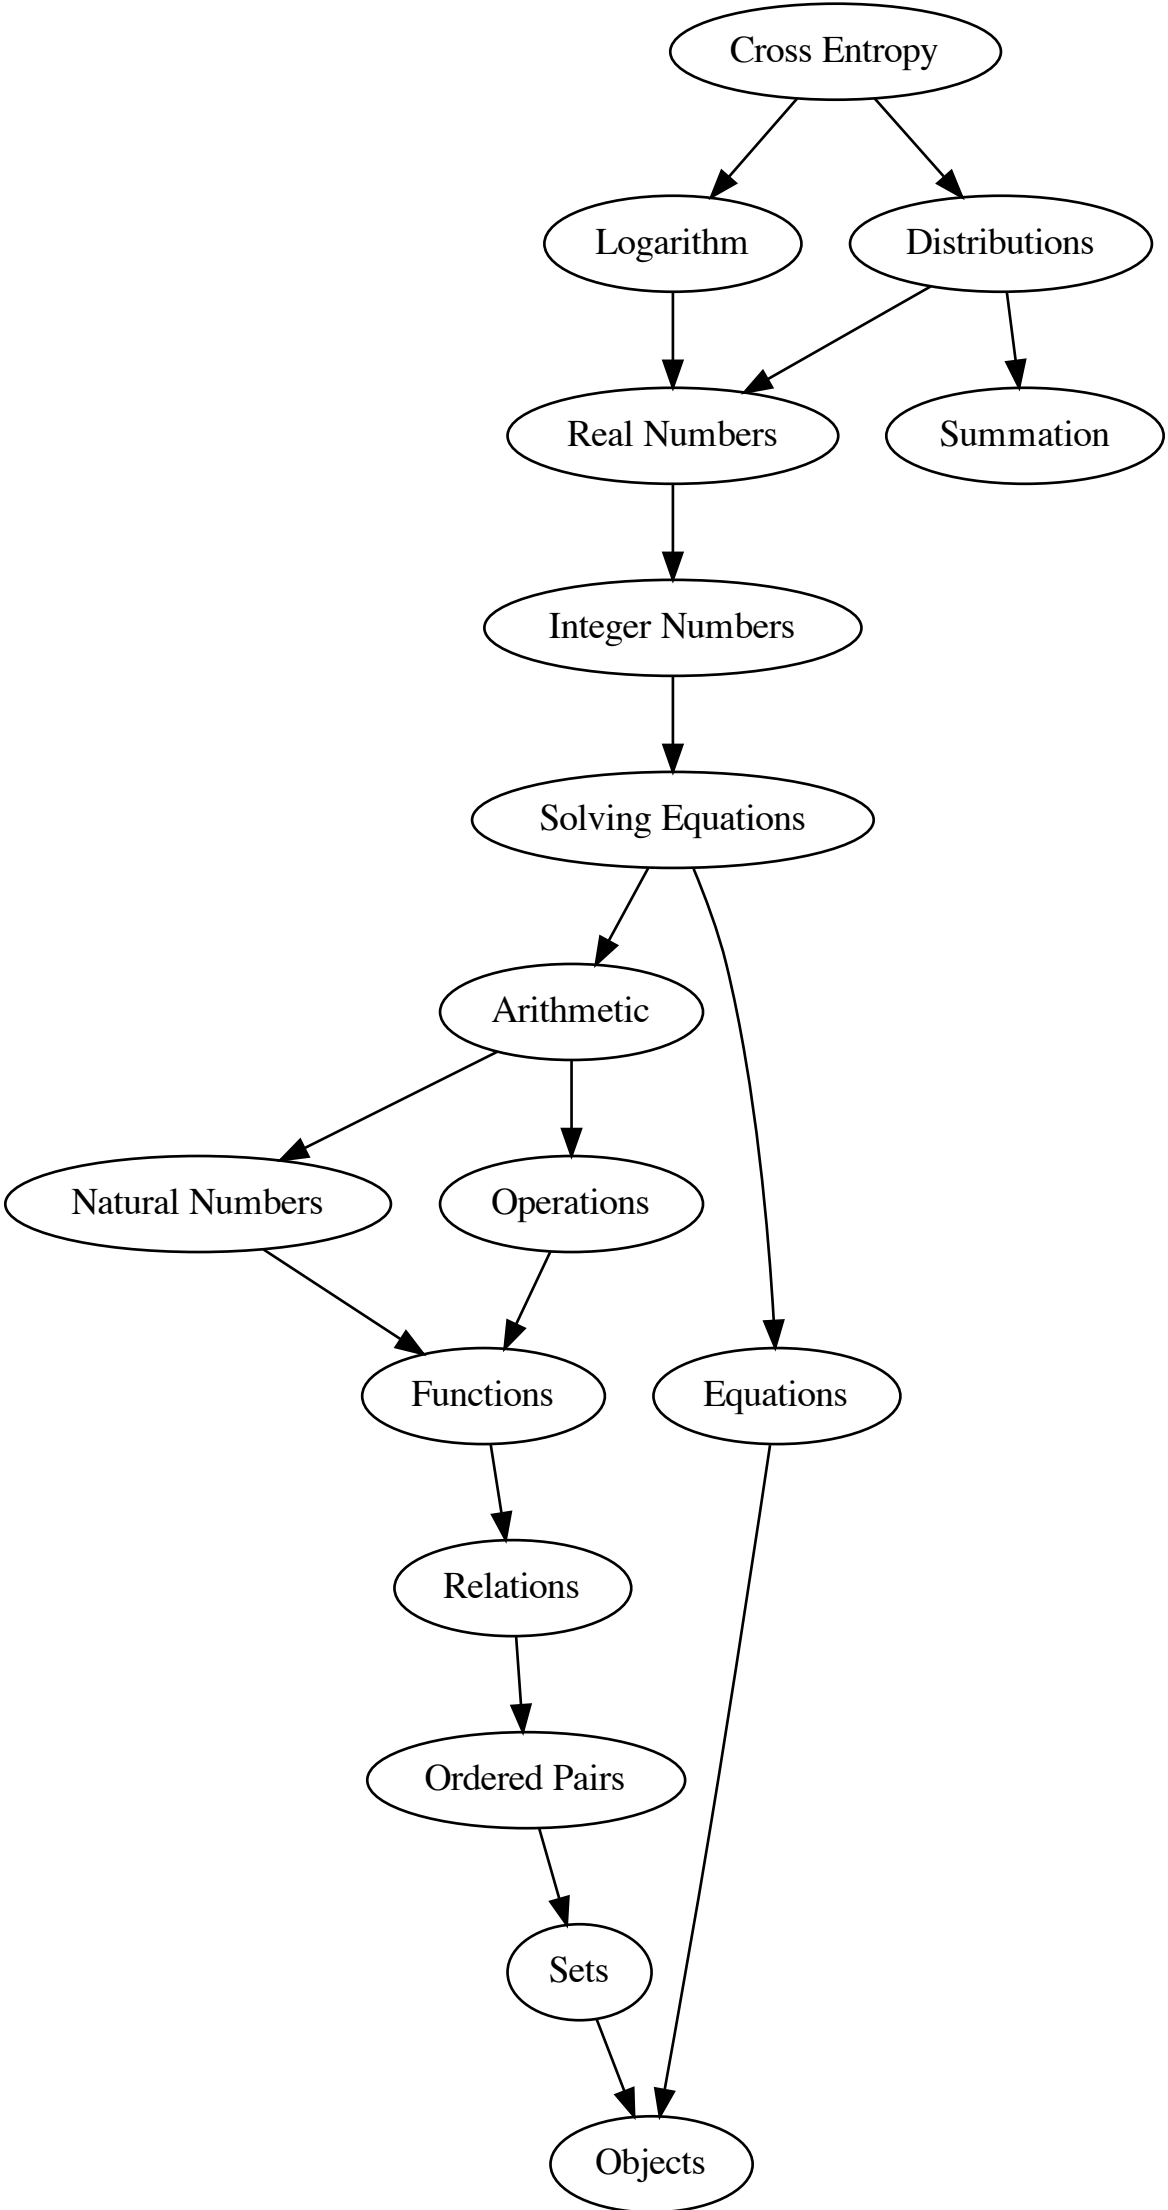 Cross Entropy
Logarithm
Distributions
Real Numbers
Summation
Integer Numbers
Solving Equations
Arithmetic
Natural Numbers
Operations
Functions
Equations
Relations
Ordered Pairs
Sets
Objects